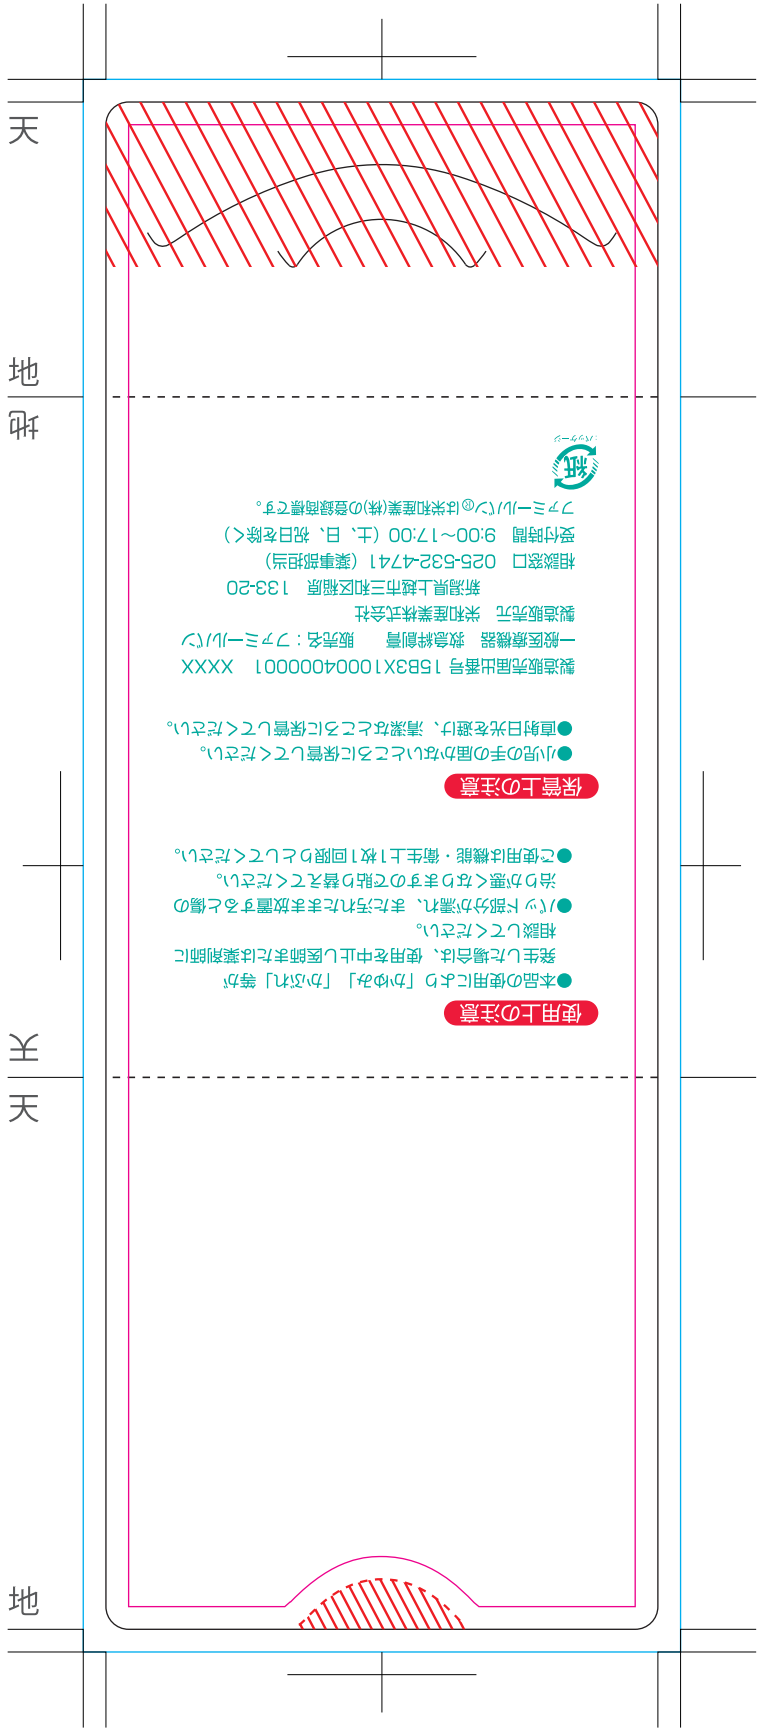 天
地
地
使用上の注意
●本品の使用により「かゆみ」「かぶれ」等が
発生した場合は、使用を中止し医師または薬剤師に
相談してください。
●パッド部分が濡れ、また汚れたまま放置すると傷の
治りが悪くなりますので貼り替えてください。
●ご使用は機能・衛生上1枚1回限りとしてください。
保管上の注意
●小児の手の届かないところに保管してください。
●直射日光を避け、清潔なところに保管してください。
製造販売届出番号 15B3X10004000001 XXXX
一般医療機器 救急絆創膏 販売名：ファミールバン
製造販売元 栄和産業株式会社
新潟県上越市三和区稲原 133-20
相談窓口 025-532-4741（薬事部担当）
受付時間 9:00～17:00（土、日、祝日を除く）
ファミールバン®は栄和産業(株)の登録商標です。
紙
：パッケージ
天
天
地